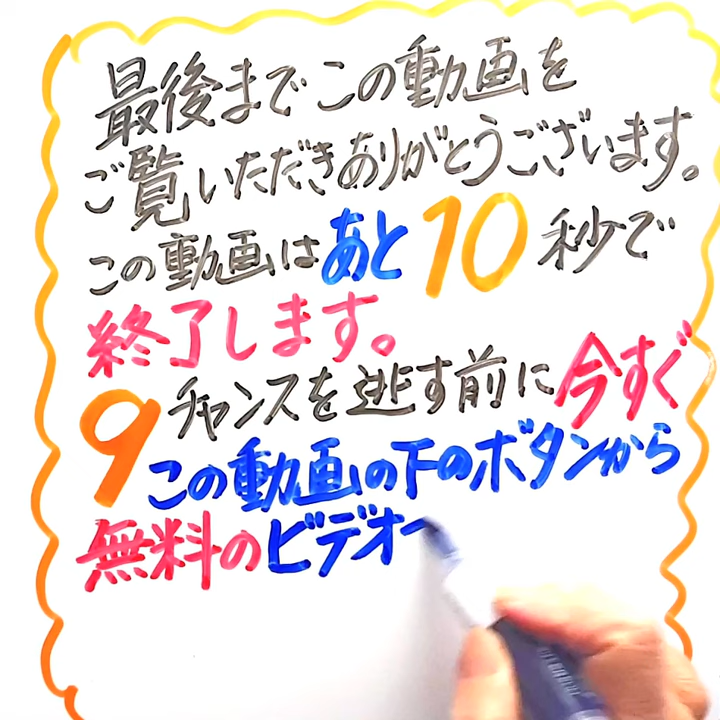 最後までこの動画を
ご覧いただきありがとうございます。
この動画はあと10秒で
終了します。
9 チャンスを逃す前に今すぐ
この動画の下のボタンから
無料のビデオ